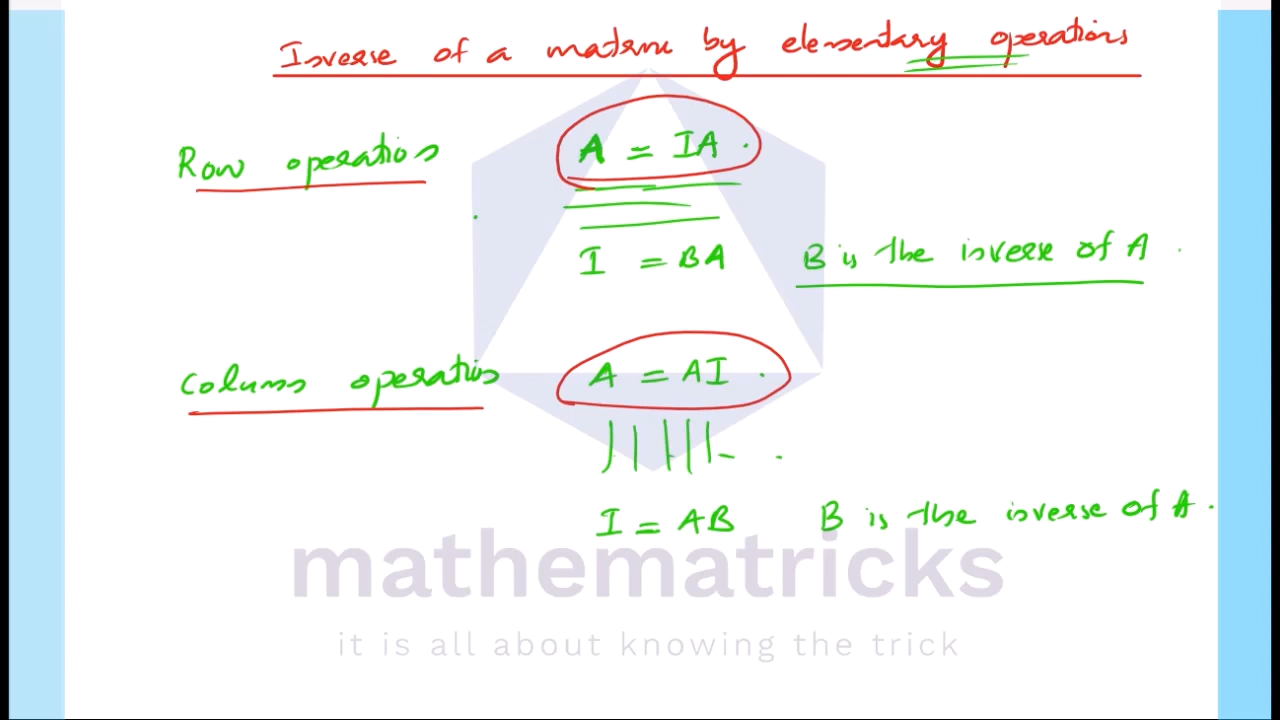 Inverse of a matrix by elementary operations
Row operations A = IA.
I = BA B is the inverse of A.
Column operations A = AI.
I = AB B is the inverse of A.
mathematricks
it is all about knowing the trick